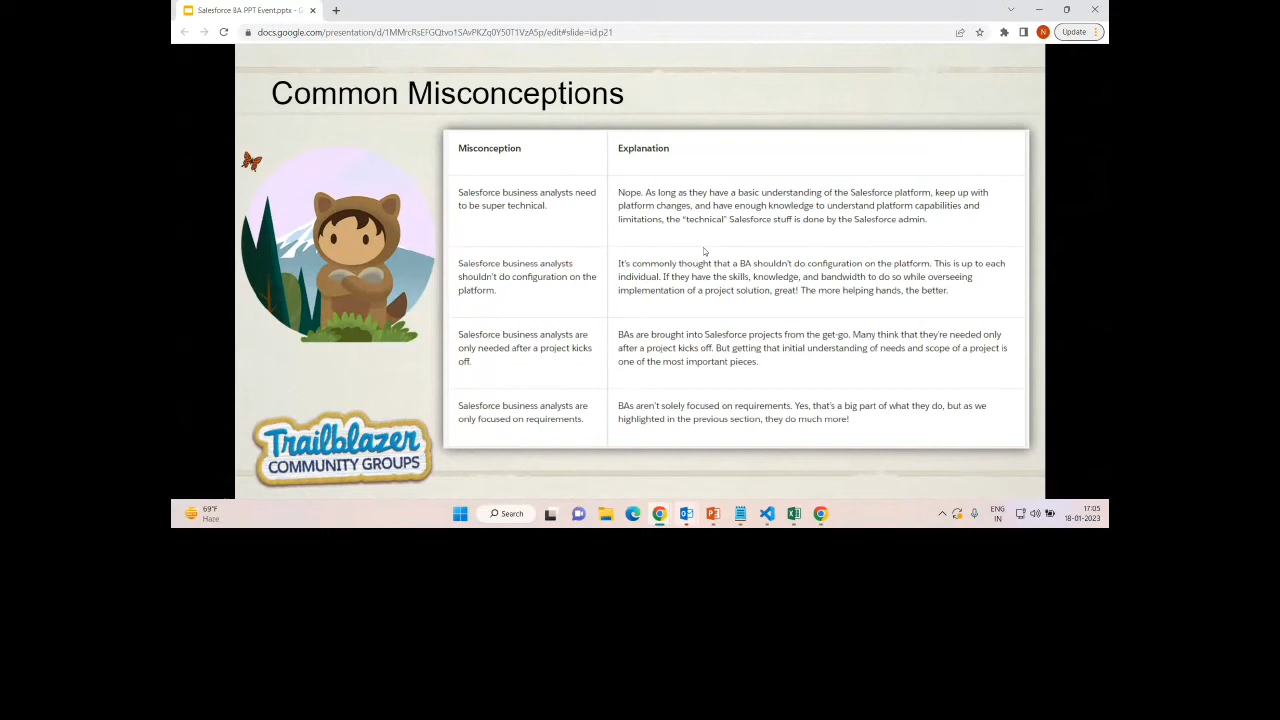 Salesforce BA PPT Event.pptx - G
docs.google.com/presentation/d/1MMrcRsEFGQtvo1SAvPKZq0Y50T1VzA5p/edit#slide=id.p21
N
Update
Common Misconceptions
Misconception
Explanation
Salesforce business analysts need
to be super technical.
Nope. As long as they have a basic understanding of the Salesforce platform, keep up with
platform changes, and have enough knowledge to understand platform capabilities and
limitations, the “technical” Salesforce stuff is done by the Salesforce admin.
Salesforce business analysts
shouldn't do configuration on the
platform.
It's commonly thought that a BA shouldn't do configuration on the platform. This is up to each
individual. If they have the skills, knowledge, and bandwidth to do so while overseeing
implementation of a project solution, great! The more helping hands, the better.
Salesforce business analysts are
only needed after a project kicks
off.
BAs are brought into Salesforce projects from the get-go. Many think that they're needed only
after a project kicks off. But getting that initial understanding of needs and scope of a project is
one of the most important pieces.
Salesforce business analysts are
only focused on requirements.
BAs aren't solely focused on requirements. Yes, that's a big part of what they do, but as we
highlighted in the previous section, they do much more!
Trailblazer
COMMUNITY GROUPS
69°F
Haze
Search
ENG
IN
17:05
18-01-2023